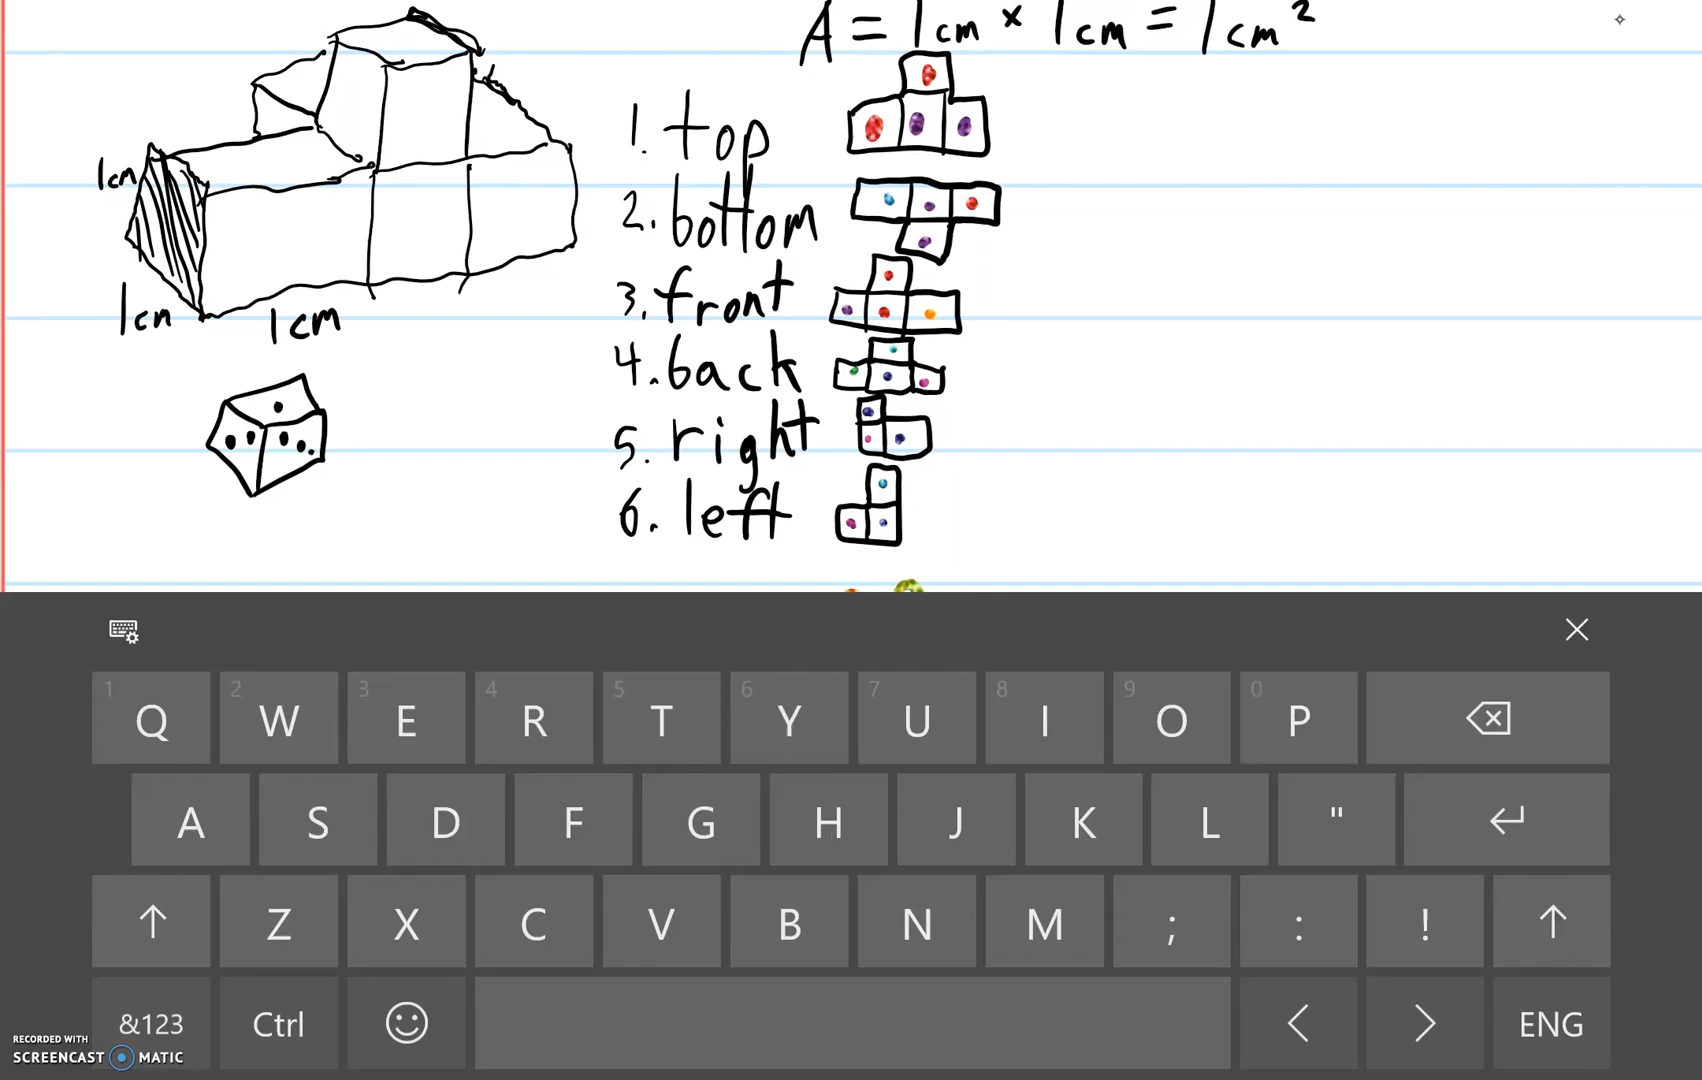 A = 1cm × 1cm = 1cm²
1cm
1. top
2. bottom
1cm
1cm
3. front
4. back
5. right
6. left
1 2 3 4 5 6 7 8 9 0
Q W E R T Y U I O P
A S D F G H J K L "
Z X C V B N M ; : !
&123 Ctrl < > ENG
RECORDED WITH
SCREENCAST MATIC